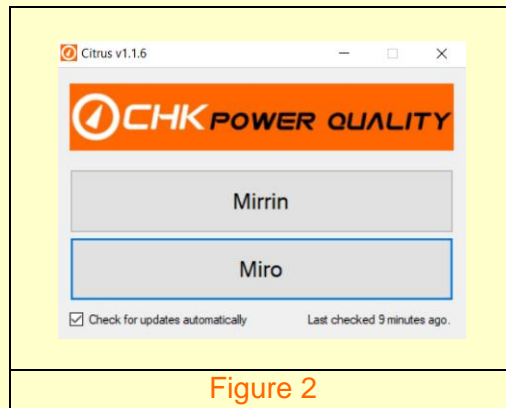 Citrus v1.1.6
CHK POWER QUALITY
Mirrin
Miro
Check for updates automatically Last checked 9 minutes ago.
Figure 2